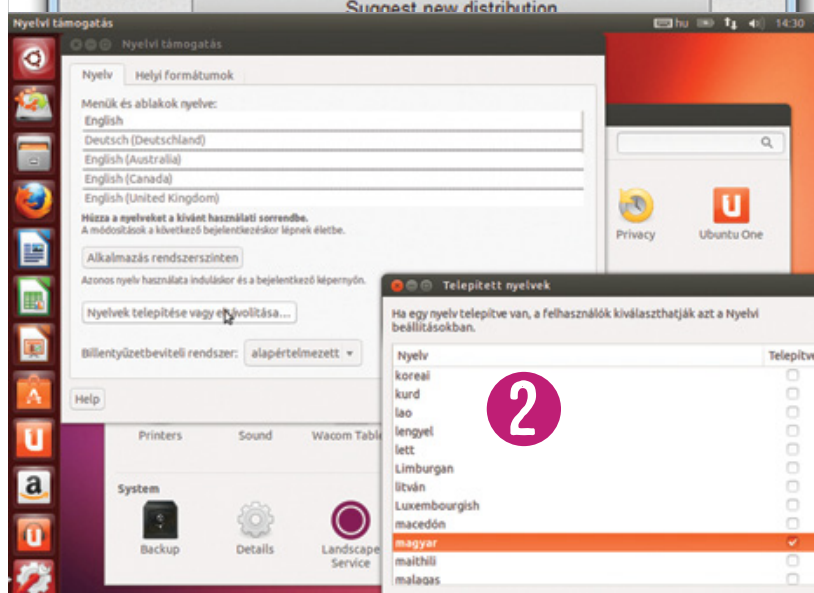 Suggest new distribution
Nyelvi támogatás
hu
14:30
Nyelvi támogatás
Nyelv
Helyi formátumok
Menük és ablakok nyelve:
English
Deutsch (Deutschland)
English (Australia)
English (Canada)
English (United Kingdom)
Húzza a nyelveket a kívánt használati sorrendbe.
A módosítások a következő bejelentkezéskor lépnek életbe.
Alkalmazás rendszerszinten
Azonos nyelv használata induláskor és a bejelentkező képernyőn.
Nyelvek telepítése vagy eltávolítása...
Billentyűzetbeviteli rendszer: alapértelmezett
Help
Privacy
Ubuntu One
Printers
Sound
Wacom Table
System
Backup
Details
Landscape
Service
Telepített nyelvek
Ha egy nyelv telepítve van, a felhasználók kiválaszthatják azt a Nyelvi
beállításokban.
Nyelv
Telepítve
koreai
kurd
lao
lengyel
lett
Limburgan
litván
Luxembourgish
macedón
magyar
maithili
malagas
2